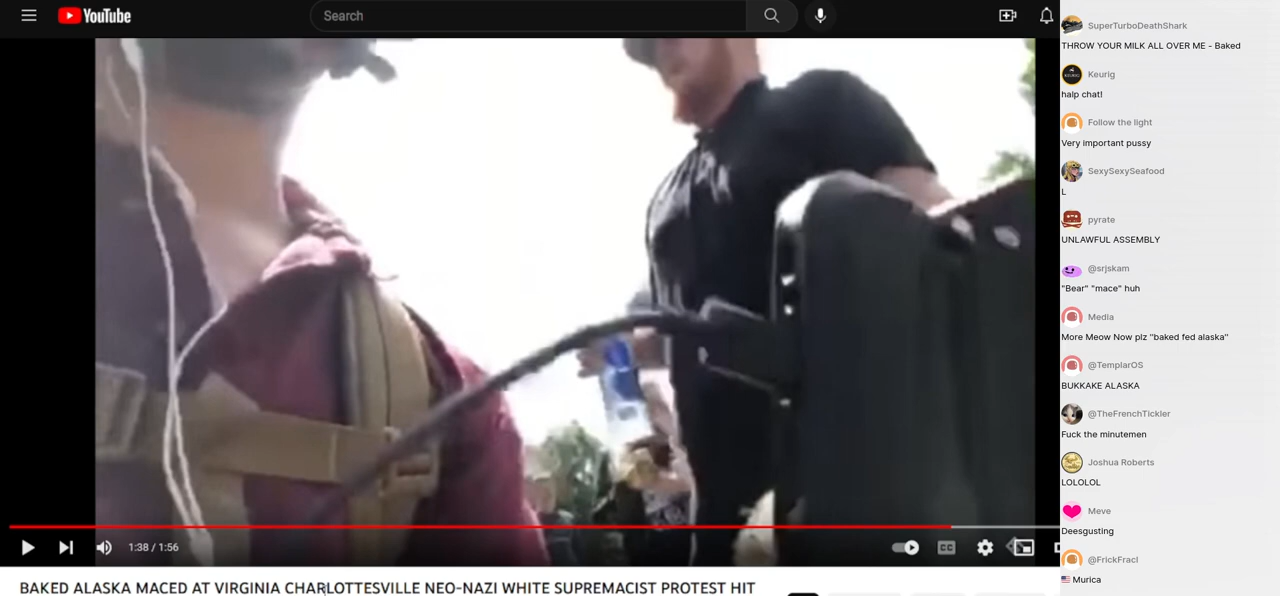 YouTube
Search
1:38 / 1:56
CC
BAKED ALASKA MACED AT VIRGINIA CHARLOTTESVILLE NEO-NAZI WHITE SUPREMACIST PROTEST HIT
SuperTurboDeathShark
THROW YOUR MILK ALL OVER ME - Baked
Keurig
halp chat!
Follow the light
Very important pussy
SexySexySeafood
L
pyrate
UNLAWFUL ASSEMBLY
@srjskam
"Bear" "mace" huh
Media
More Meow Now plz "baked fed alaska"
@TemplarOS
BUKKAKE ALASKA
@TheFrenchTickler
Fuck the minutemen
Joshua Roberts
LOLOLOL
Meve
Deesgusting
@FrickFracl
🇺🇸 Murica